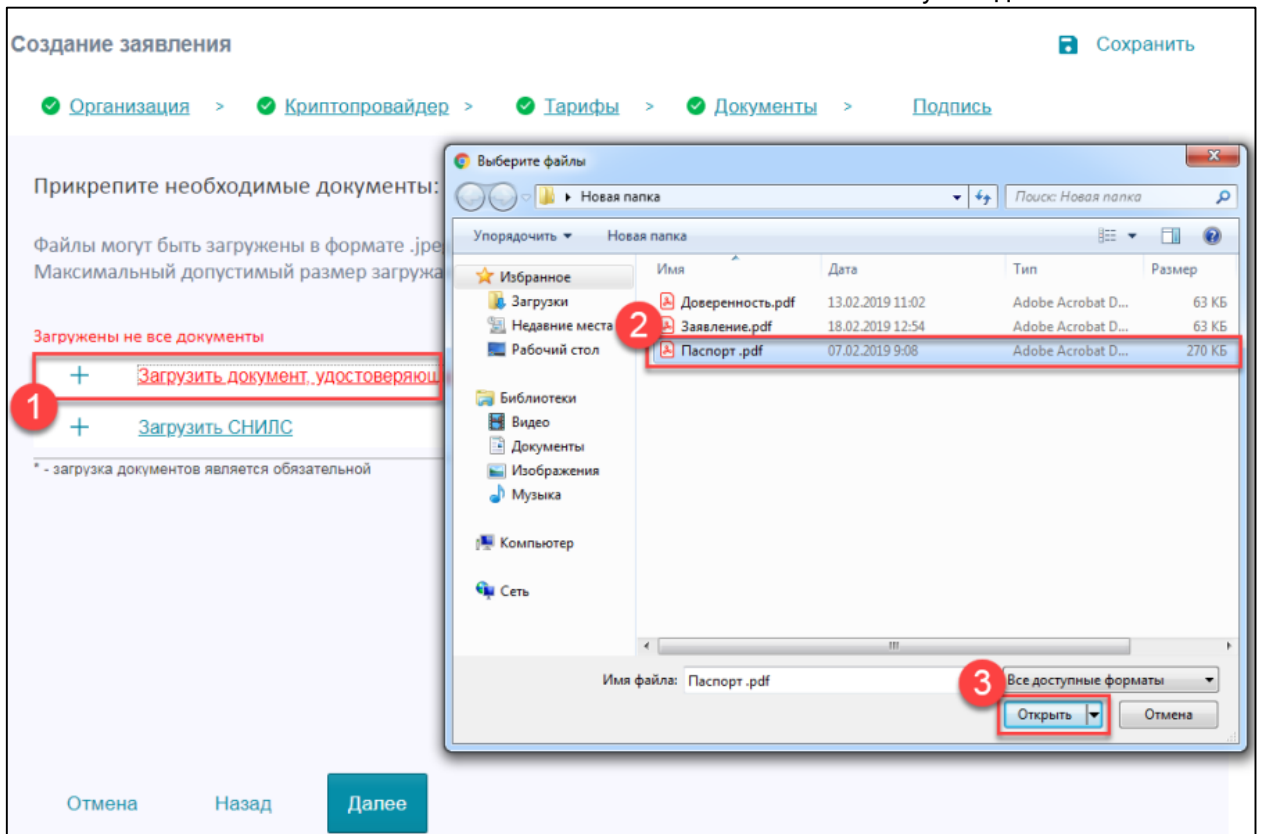 Создание заявления
Сохранить
Организация > Криптопровайдер > Тарифы > Документы > Подпись
Прикрепите необходимые документы:
Файлы могут быть загружены в формате .jpe
Максимальный допустимый размер загружа
Загружены не все документы
1
+ Загрузить документ, удостоверяющ
+ Загрузить СНИЛС
* - загрузка документов является обязательной
Отмена
Назад
Далее
Выберите файлы
Новая папка
Поиск: Новая папка
Упорядочить
Новая папка
Избранное
Загрузки
Недавние места
Рабочий стол
Библиотеки
Видео
Документы
Изображения
Музыка
Компьютер
Сеть
Имя Дата Тип Размер
Доверенность.pdf 13.02.2019 11:02 Adobe Acrobat D... 63 КБ
2
Заявление.pdf 18.02.2019 12:54 Adobe Acrobat D... 63 КБ
Паспорт .pdf 07.02.2019 9:08 Adobe Acrobat D... 270 КБ
Имя файла: Паспорт .pdf
3
Все доступные форматы
Открыть
Отмена